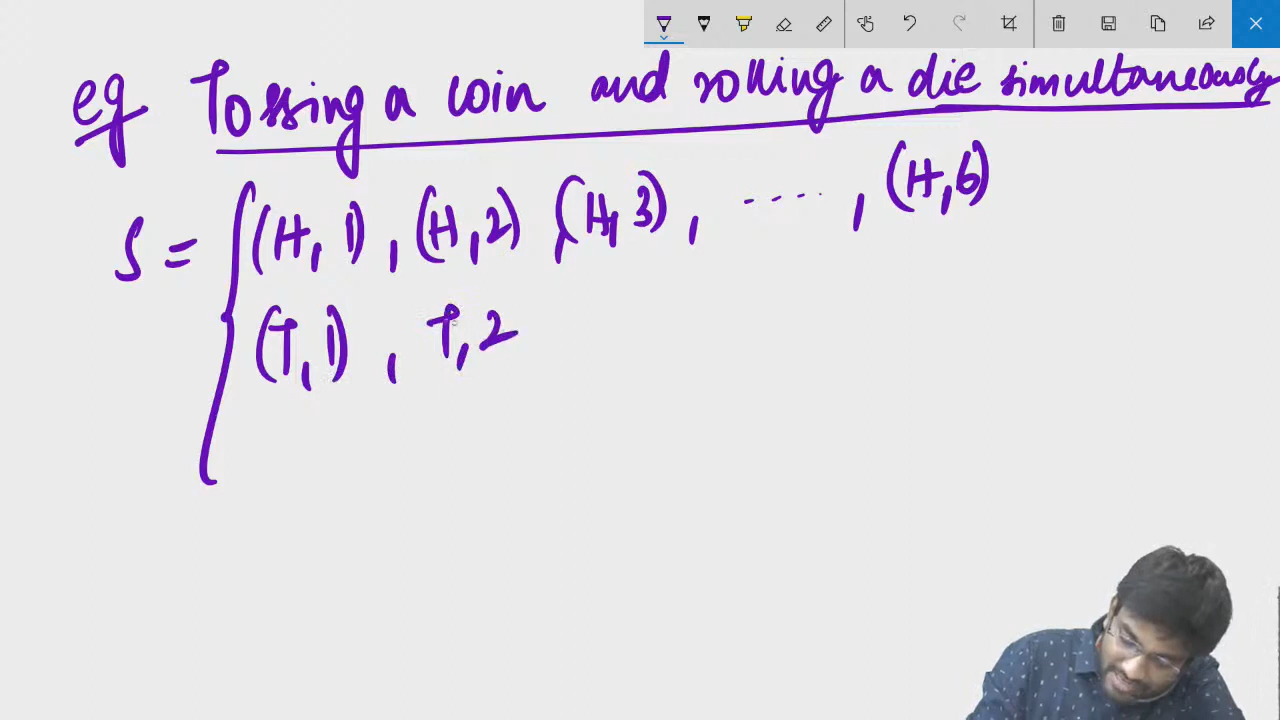 eg Tossing a coin and rolling a die simultaneously
S = { (H, 1) , (H, 2) , (H, 3) , ---- , (H, 6)
(T, 1) , T, 2